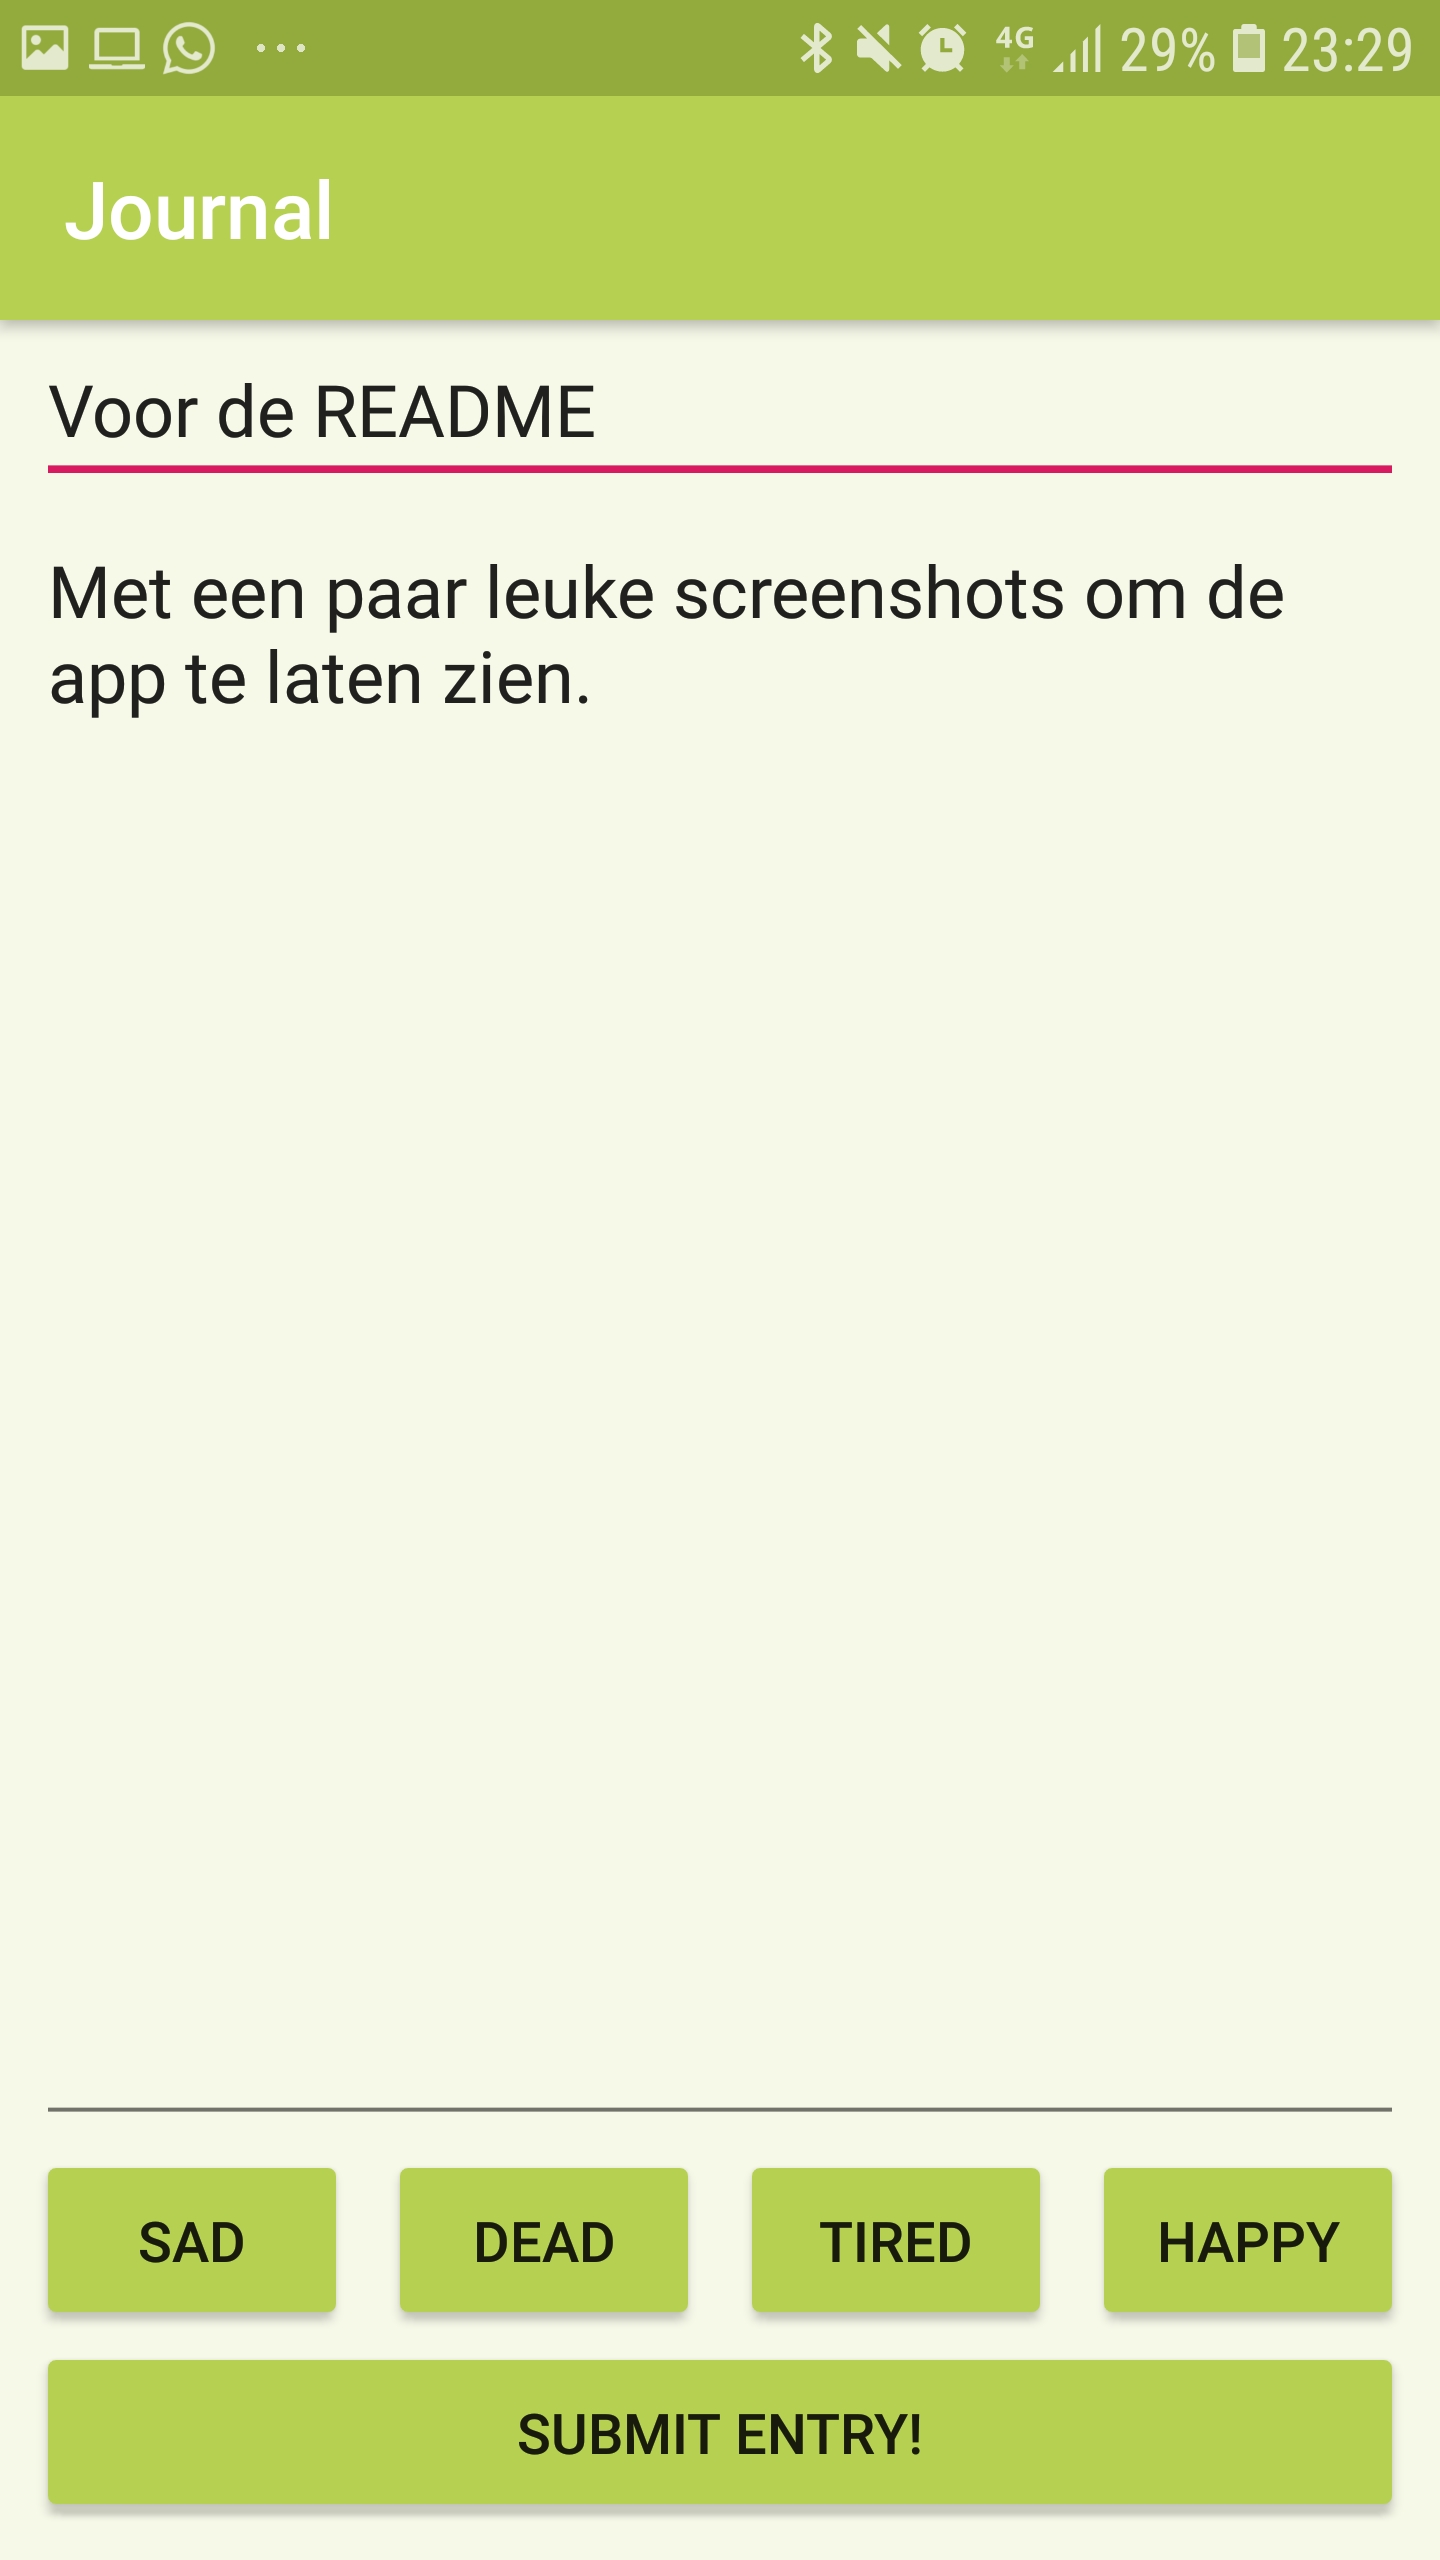 4G 29% 23:29
Journal
Voor de README
Met een paar leuke screenshots om de
app te laten zien.
SAD DEAD TIRED HAPPY
SUBMIT ENTRY!